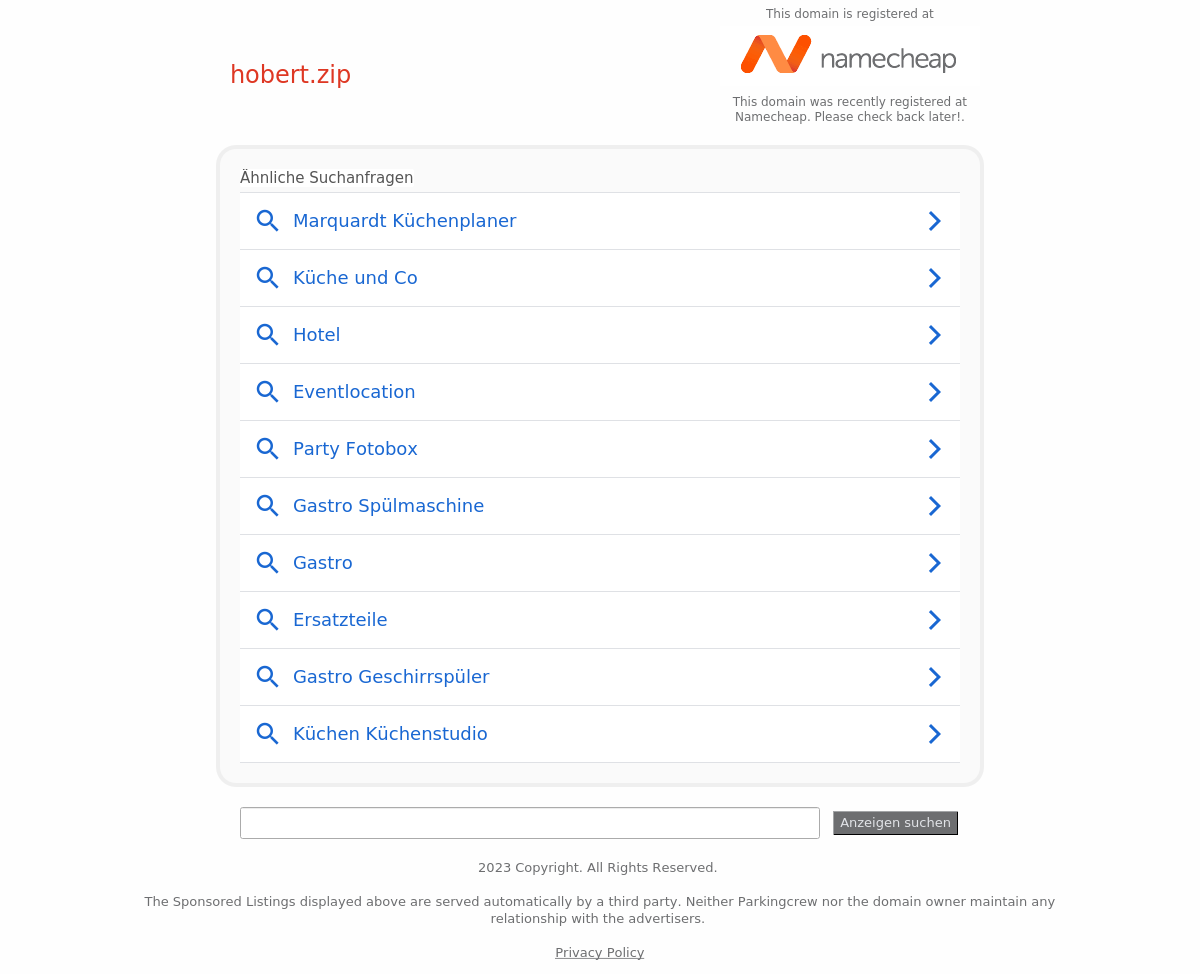 This domain is registered at
namecheap
hobert.zip
This domain was recently registered at
Namecheap. Please check back later!.
Ähnliche Suchanfragen
Marquardt Küchenplaner
Küche und Co
Hotel
Eventlocation
Party Fotobox
Gastro Spülmaschine
Gastro
Ersatzteile
Gastro Geschirrspüler
Küchen Küchenstudio
Anzeigen suchen
2023 Copyright. All Rights Reserved.
The Sponsored Listings displayed above are served automatically by a third party. Neither Parkingcrew nor the domain owner maintain any
relationship with the advertisers.
Privacy Policy